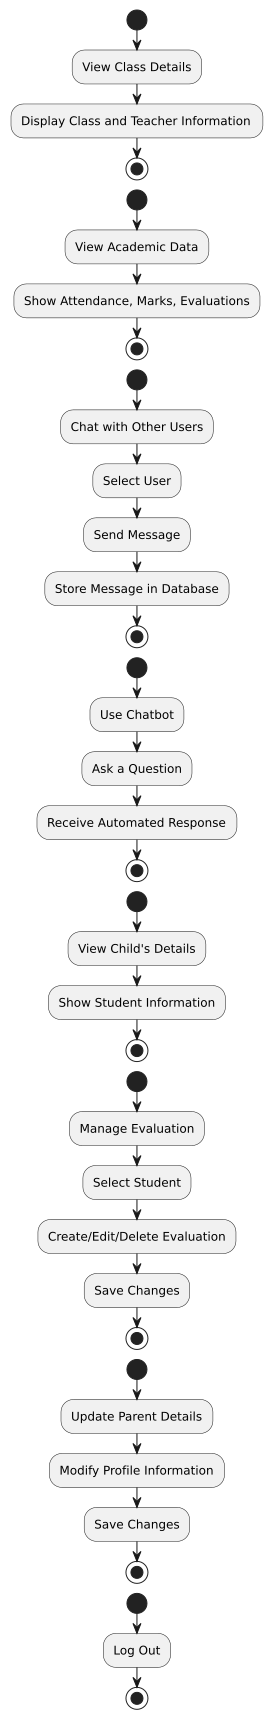 View Class Details
Display Class and Teacher Information
View Academic Data
Show Attendance, Marks, Evaluations
Chat with Other Users
Select User
Send Message
Store Message in Database
Use Chatbot
Ask a Question
Receive Automated Response
View Child's Details
Show Student Information
Manage Evaluation
Select Student
Create/Edit/Delete Evaluation
Save Changes
Update Parent Details
Modify Profile Information
Save Changes
Log Out